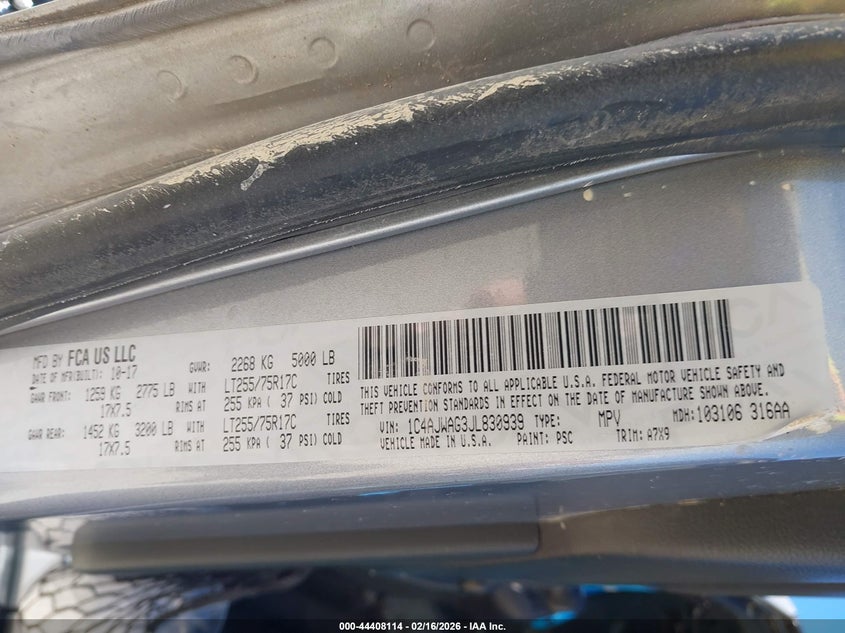 MFD BY FCA US LLC
DATE OF MFR(BUILT): 10-17 GVWR: 2268 KG 5000 LB
GAWR FRONT: 1259 KG 2775 LB WITH LT255/75R17C TIRES
17X7.5 RIMS AT 255 KPA ( 37 PSI) COLD
GAWR REAR: 1452 KG 3200 LB WITH LT255/75R17C TIRES
17X7.5 RIMS AT 255 KPA ( 37 PSI) COLD
THIS VEHICLE CONFORMS TO ALL APPLICABLE U.S.A. FEDERAL MOTOR VEHICLE SAFETY AND
THEFT PREVENTION STANDARDS IN EFFECT ON THE DATE OF MANUFACTURE SHOWN ABOVE.
VIN: 1C4AJWAG3JL830939 TYPE: MPV MDH: 103106 316AA
VEHICLE MADE IN U.S.A. PAINT: PSC TRIM: A7X9
000-44408114 - 02/16/2026 - IAA Inc.